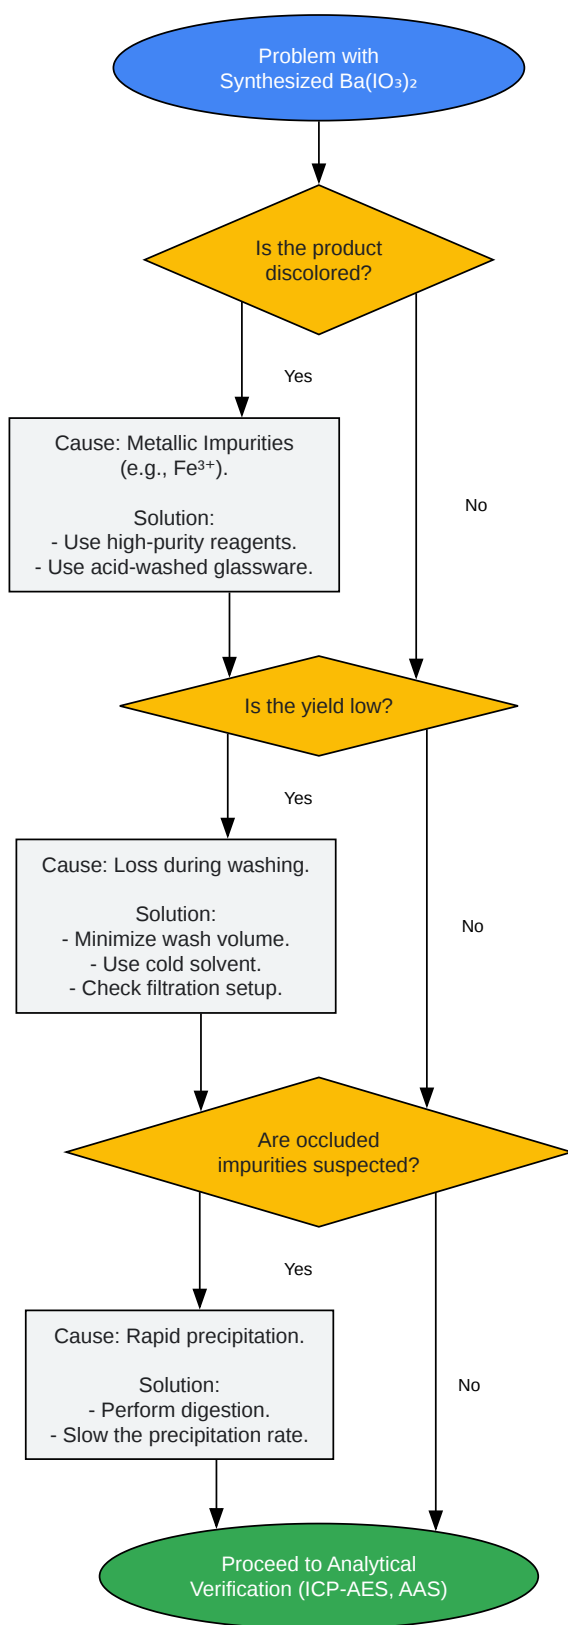 Problem with
Synthesized Ba(IO₃)₂
Is the product
discolored?
Yes
Cause: Metallic Impurities
(e.g., Fe³⁺).
Solution:
- Use high-purity reagents.
- Use acid-washed glassware.
No
Is the yield low?
Yes
Cause: Loss during washing.
Solution:
- Minimize wash volume.
- Use cold solvent.
- Check filtration setup.
No
Are occluded
impurities suspected?
Yes
Cause: Rapid precipitation.
Solution:
- Perform digestion.
- Slow the precipitation rate.
No
Proceed to Analytical
Verification (ICP-AES, AAS)